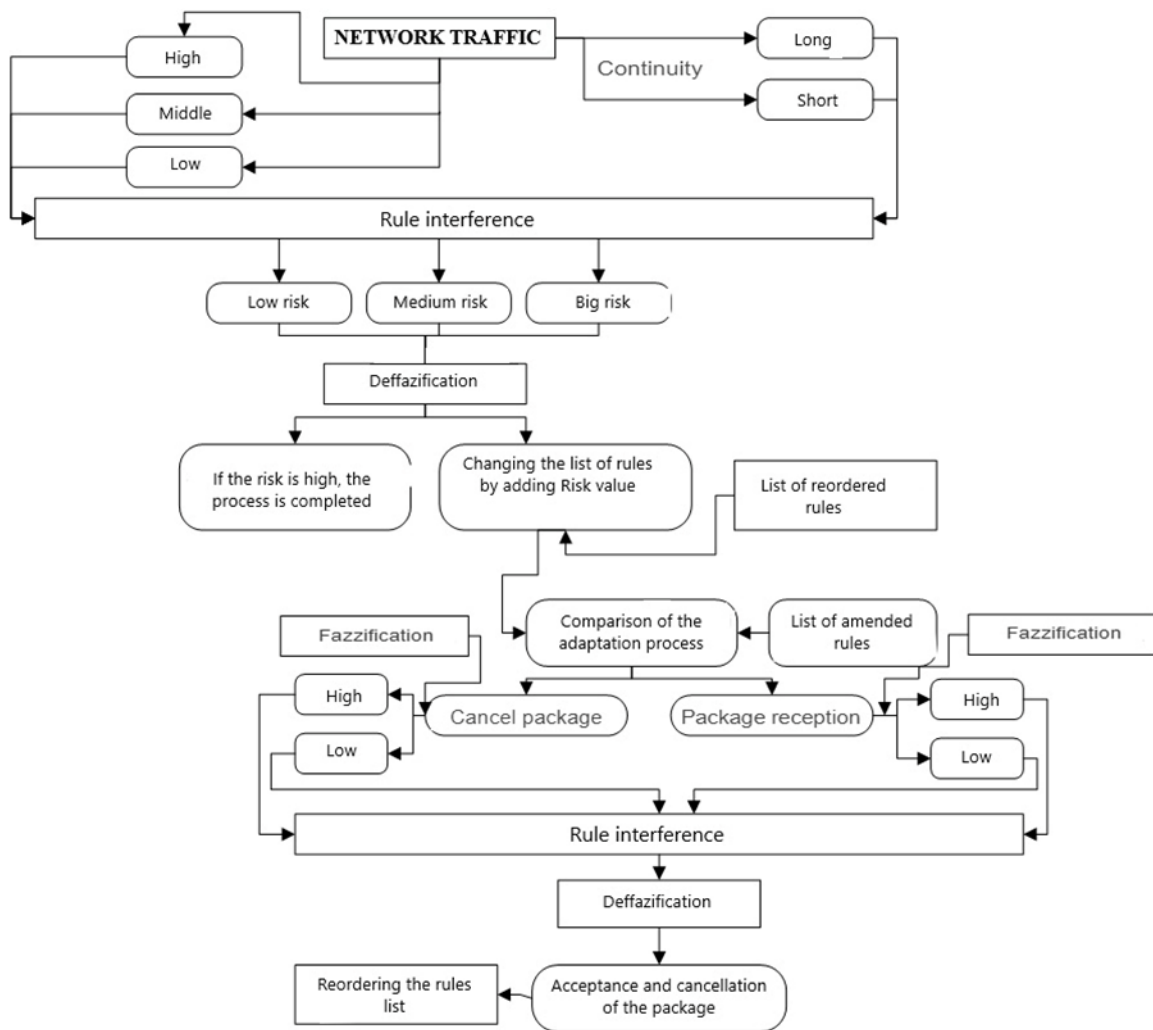 NETWORK TRAFFIC
High
Long
Continuity
Middle
Short
Low
Rule interference
Low risk
Medium risk
Big risk
Deffazification
If the risk is high, the
process is completed
Changing the list of rules
by adding Risk value
List of reordered
rules
Fazzification
Comparison of the
adaptation process
List of amended
rules
Fazzification
High
Cancel package
Package reception
High
Low
Low
Rule interference
Deffazification
Reordering the rules
list
Acceptance and cancellation
of the package